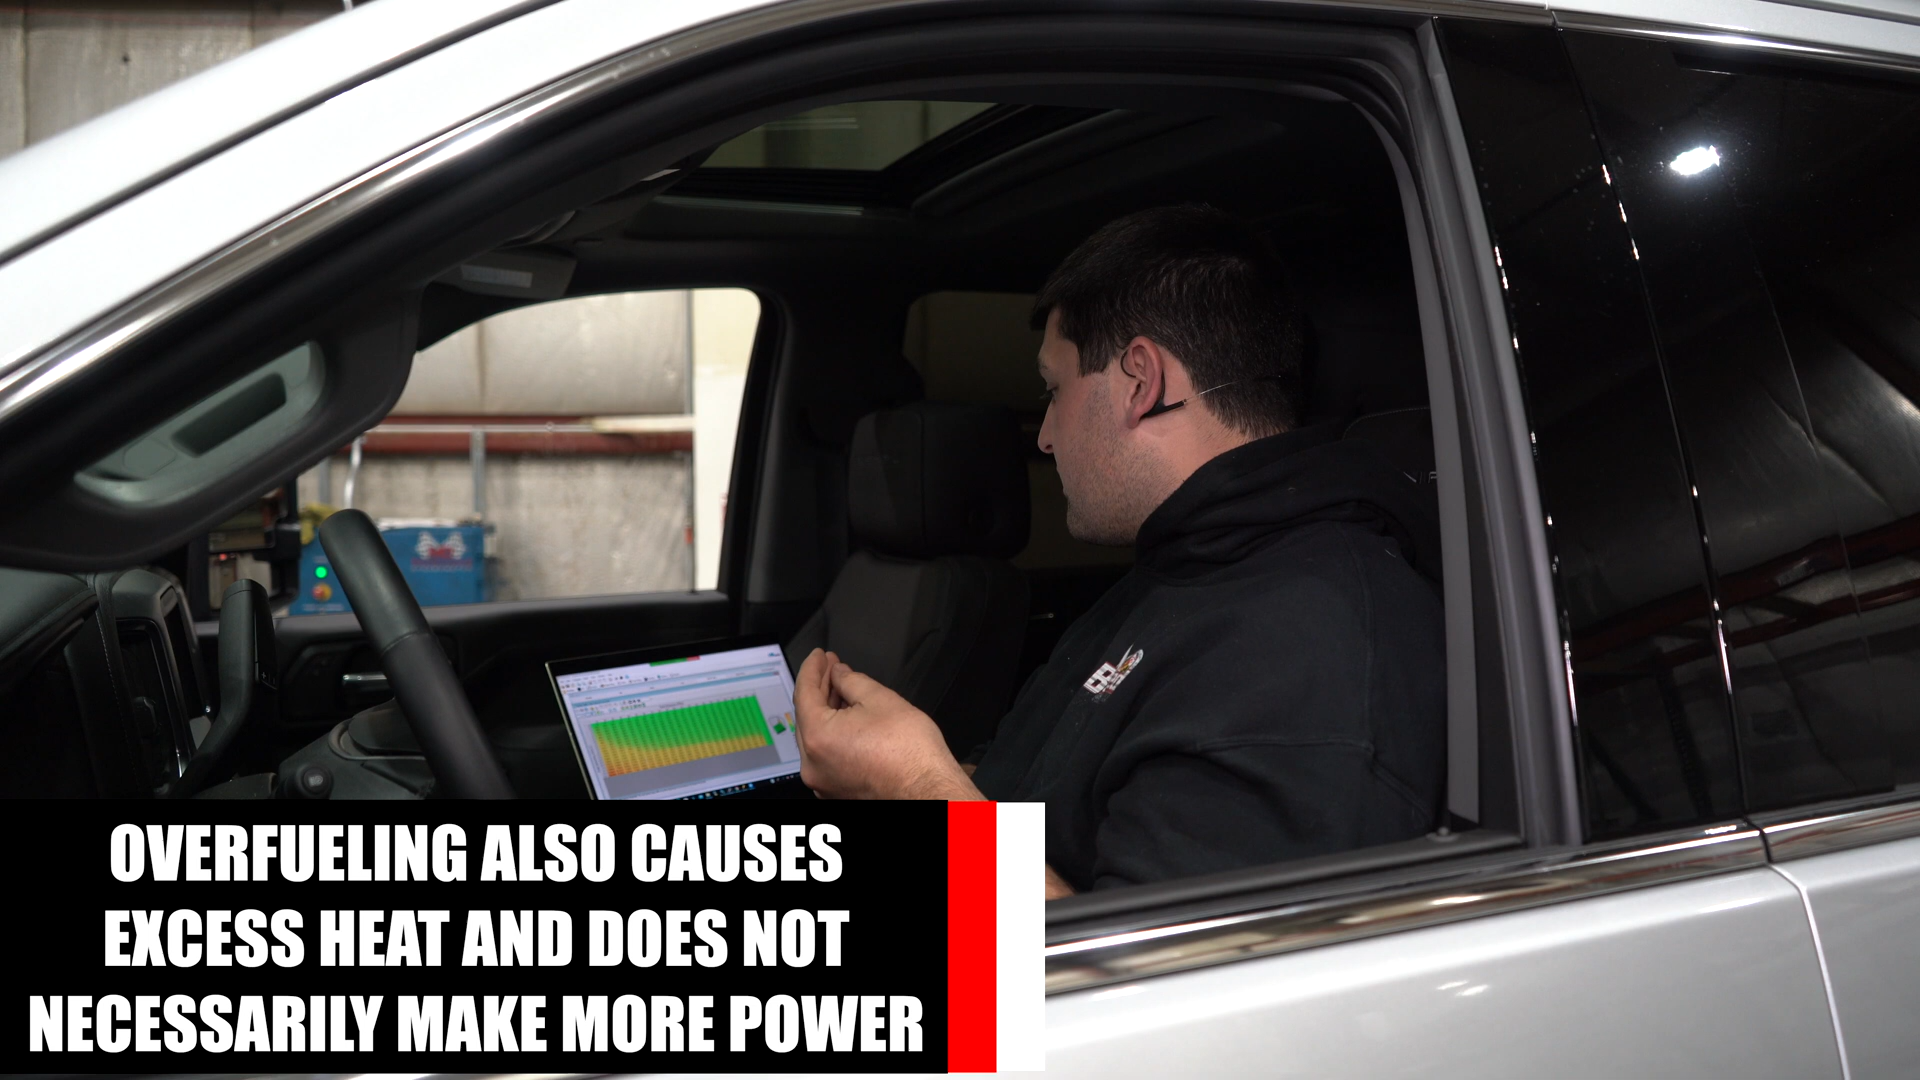 OVERFUELING ALSO CAUSES
EXCESS HEAT AND DOES NOT
NECESSARILY MAKE MORE POWER